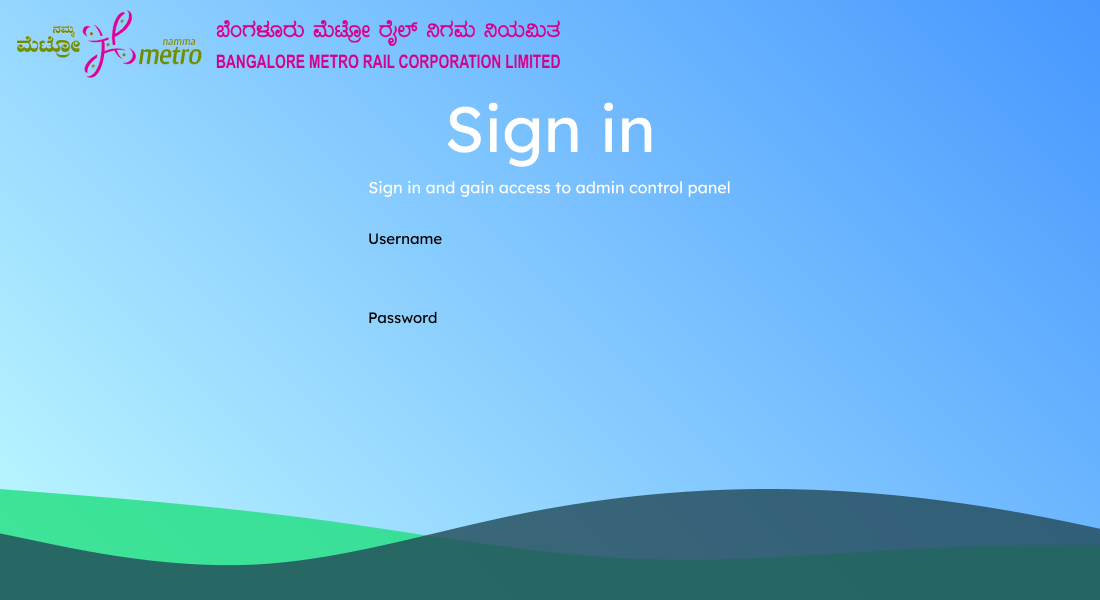 ನಮ್ಮ
ಮೆಟ್ರೋ
namma
metro
ಬೆಂಗಳೂರು ಮೆಟ್ರೋ ರೈಲ್ ನಿಗಮ ನಿಯಮಿತ
BANGALORE METRO RAIL CORPORATION LIMITED
Sign in
Sign in and gain access to admin control panel
Username
Password